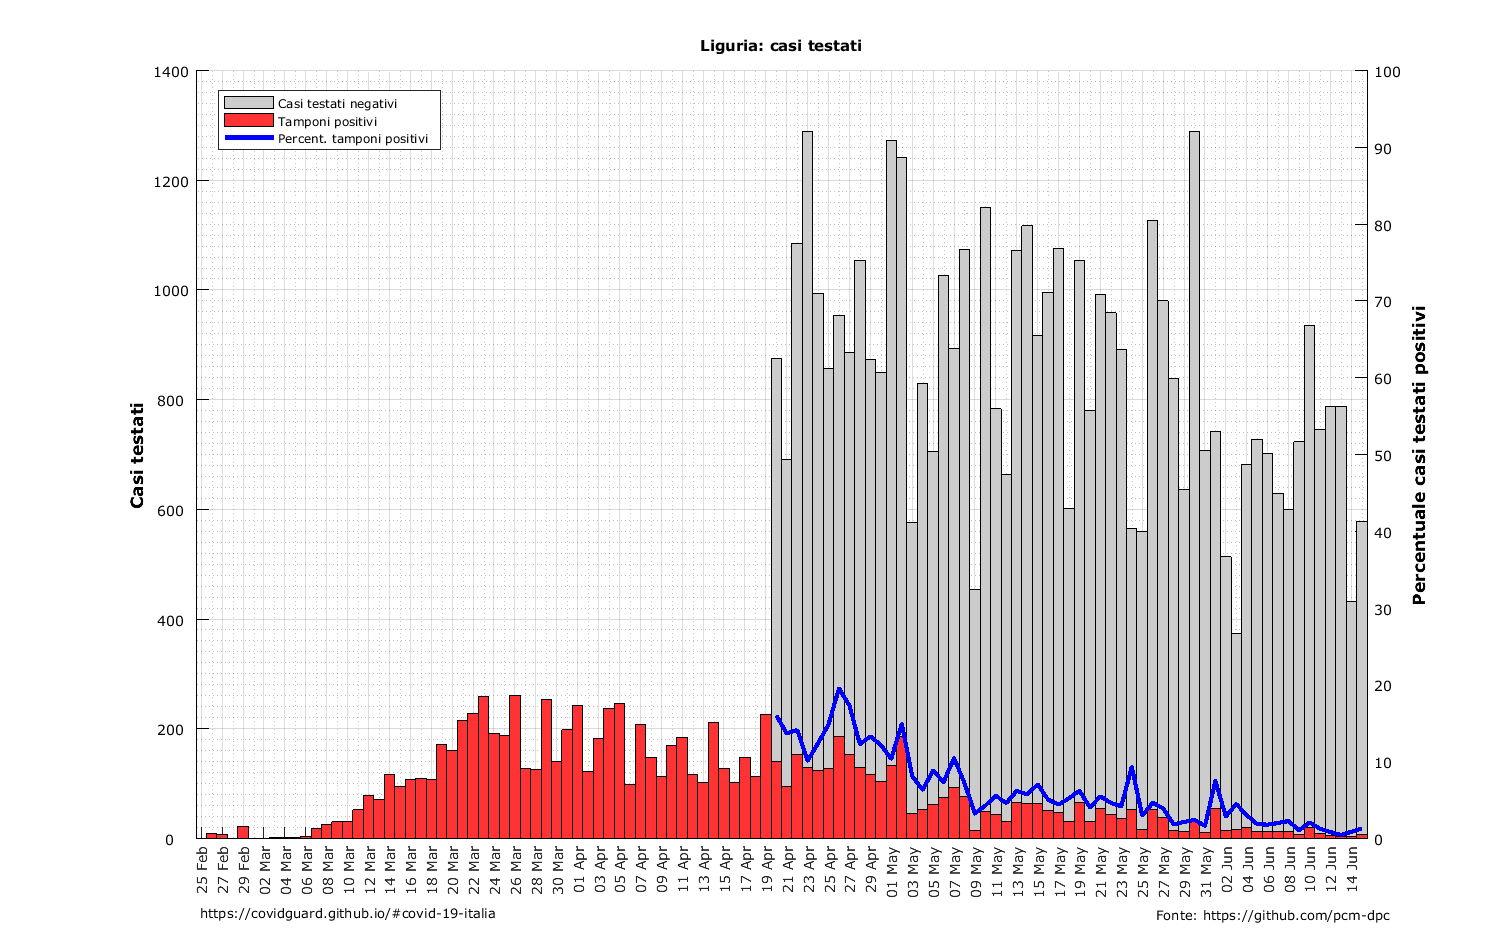 Liguria: casi testati
Casi testati negativi
Tamponi positivi
Percent. tamponi positivi
Casi testati
1400
1200
1000
800
600
400
200
0
100
90
80
70
60
50
40
30
20
10
0
Percentuale casi testati positivi
25 Feb
27 Feb
29 Feb
02 Mar
04 Mar
06 Mar
08 Mar
10 Mar
12 Mar
14 Mar
16 Mar
18 Mar
20 Mar
22 Mar
24 Mar
26 Mar
28 Mar
30 Mar
01 Apr
03 Apr
05 Apr
07 Apr
09 Apr
11 Apr
13 Apr
15 Apr
17 Apr
19 Apr
21 Apr
23 Apr
25 Apr
27 Apr
29 Apr
01 May
03 May
05 May
07 May
09 May
11 May
13 May
15 May
17 May
19 May
21 May
23 May
25 May
27 May
29 May
31 May
02 Jun
04 Jun
06 Jun
08 Jun
10 Jun
12 Jun
14 Jun
https://covidguard.github.io/#covid-19-italia
Fonte: https://github.com/pcm-dpc